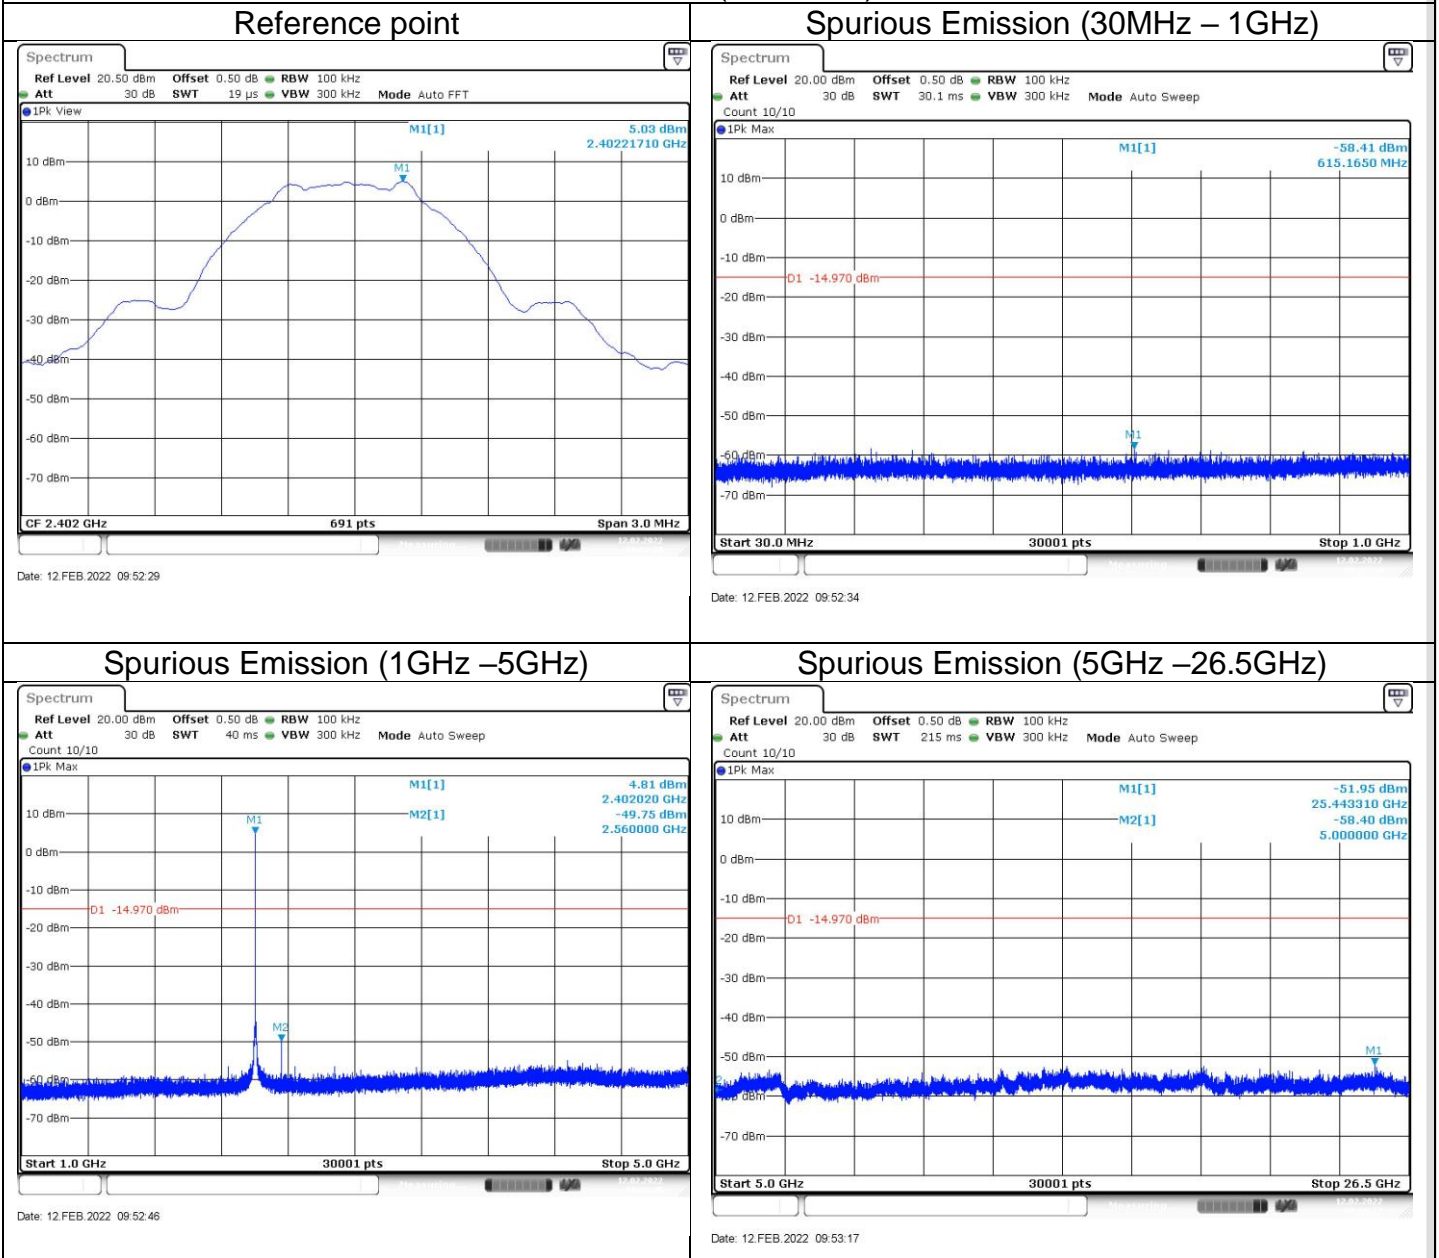 Reference point
Spectrum
Ref Level 20.50 dBm Offset 0.50 dB RBW 100 kHz
Att 30 dB SWT 19 µs VBW 300 kHz Mode Auto FFT
1Pk View
M1[1] 5.03 dBm
2.40221710 GHz
M1
10 dBm
0 dBm
-10 dBm
-20 dBm
-30 dBm
-40 dBm
-50 dBm
-60 dBm
-70 dBm
CF 2.402 GHz 691 pts Span 3.0 MHz
Date: 12.FEB.2022 09:52:29
Spurious Emission (30MHz – 1GHz)
Spectrum
Ref Level 20.00 dBm Offset 0.50 dB RBW 100 kHz
Att 30 dB SWT 30.1 ms VBW 300 kHz Mode Auto Sweep
Count 10/10
1Pk Max
M1[1] -58.41 dBm
615.1650 MHz
10 dBm
0 dBm
-10 dBm
D1 -14.970 dBm
-20 dBm
-30 dBm
-40 dBm
-50 dBm
M1
-60 dBm
-70 dBm
Start 30.0 MHz 30001 pts Stop 1.0 GHz
Measuring...
Date: 12.FEB.2022 09:52:34
Spurious Emission (1GHz –5GHz)
Spectrum
Ref Level 20.00 dBm Offset 0.50 dB RBW 100 kHz
Att 30 dB SWT 40 ms VBW 300 kHz Mode Auto Sweep
Count 10/10
1Pk Max
M1[1] 4.81 dBm
2.402020 GHz
M2[1] -49.75 dBm
2.560000 GHz
10 dBm
M1
0 dBm
-10 dBm
D1 -14.970 dBm
-20 dBm
-30 dBm
-40 dBm
M2
-50 dBm
-60 dBm
-70 dBm
Start 1.0 GHz 30001 pts Stop 5.0 GHz
Date: 12.FEB.2022 09:52:46
Spurious Emission (5GHz –26.5GHz)
Spectrum
Ref Level 20.00 dBm Offset 0.50 dB RBW 100 kHz
Att 30 dB SWT 215 ms VBW 300 kHz Mode Auto Sweep
Count 10/10
1Pk Max
M1[1] -51.95 dBm
25.443310 GHz
M2[1] -58.40 dBm
5.000000 GHz
10 dBm
0 dBm
-10 dBm
D1 -14.970 dBm
-20 dBm
-30 dBm
-40 dBm
-50 dBm
M1
-70 dBm
Start 5.0 GHz 30001 pts Stop 26.5 GHz
Date: 12.FEB.2022 09:53:17